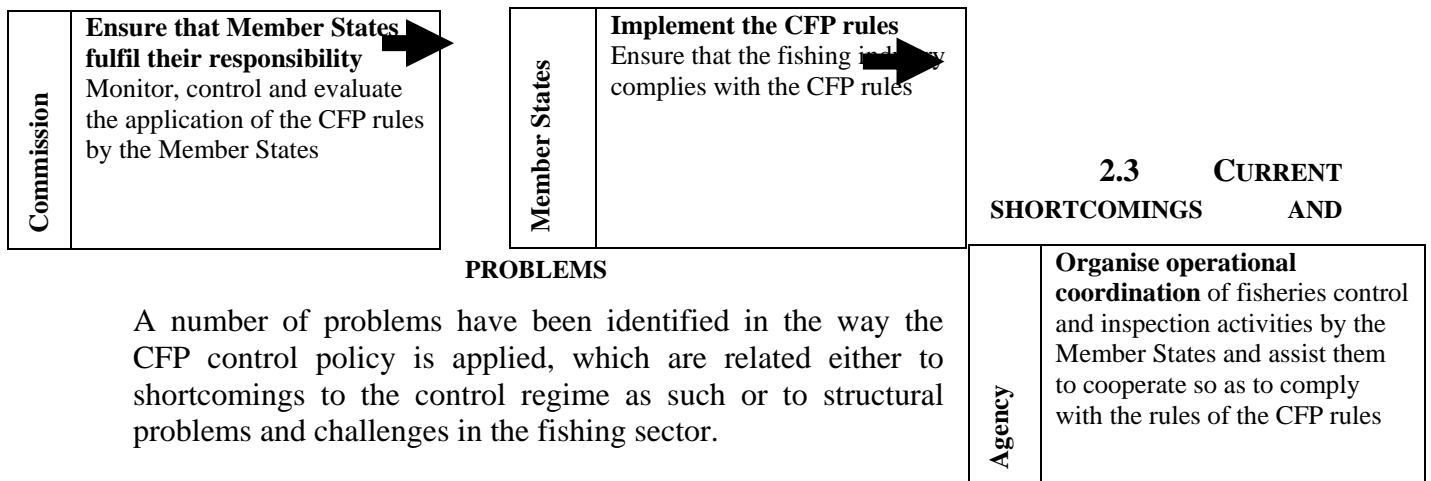 Commission
Ensure that Member States
fulfil their responsibility
Monitor, control and evaluate
the application of the CFP rules
by the Member States
Member States
Implement the CFP rules
Ensure that the fishing industry
complies with the CFP rules
2.3 CURRENT
SHORTCOMINGS AND
PROBLEMS
Agency
Organise operational
coordination of fisheries control
and inspection activities by the
Member States and assist them
to cooperate so as to comply
with the rules of the CFP rules
A number of problems have been identified in the way the
CFP control policy is applied, which are related either to
shortcomings to the control regime as such or to structural
problems and challenges in the fishing sector.